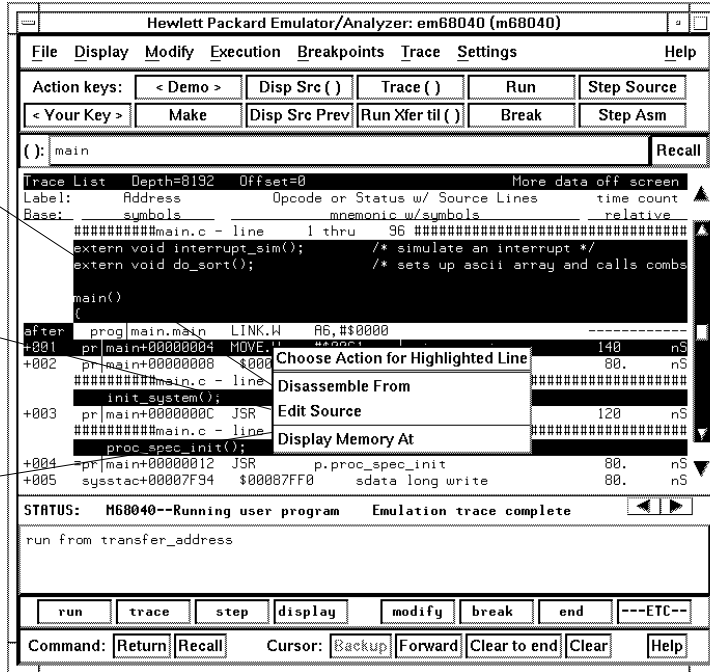 Hewlett Packard Emulator/Analyzer: em68040 (m68040)
File Display Modify Execution Breakpoints Trace Settings Help
Action keys: < Demo > Disp Src ( ) Trace ( ) Run Step Source
< Your Key > Make Disp Src Prev Run Xfer til ( ) Break Step Asm
( ): main Recall
Trace List Depth=8192 Offset=0 More data off screen
Label: Address Opcode or Status w/ Source Lines time count
Base: symbols mnemonic w/symbols relative
##########main.c - line 1 thru 96 ##################################
extern void interrupt_sim(); /* simulate an interrupt */
extern void do_sort(); /* sets up ascii array and calls combs
main()
{
after prog|main.main LINK.W A6,#$0000 ------------
+001 pr|main+00000004 MOVE. 140 nS
+002 pr|main+00000008 $000 80. nS
##########main.c - line ####################
init_system();
+003 pr|main+0000000C JSR 120 nS
##########main.c - line ####################
proc_spec_init();
+004 =pr|main+00000012 JSR p.proc_spec_init 80. nS
+005 sysstac+00007F94 $00087FF0 sdata long write 80. nS
Choose Action for Highlighted Line
Disassemble From
Edit Source
Display Memory At
STATUS: M68040--Running user program Emulation trace complete
run from transfer_address
run trace step display modify break end ---ETC--
Command: Return Recall Cursor: Backup Forward Clear to end Clear Help